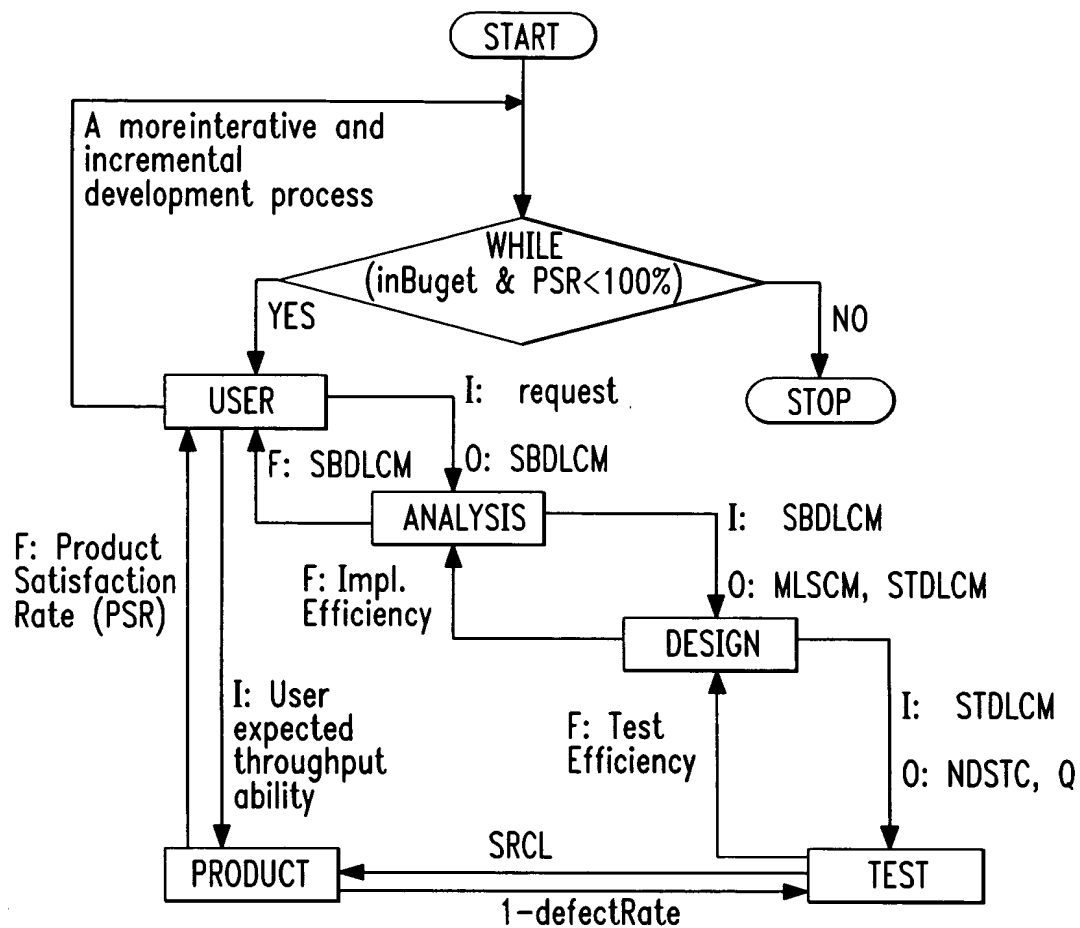 START
A moreinterative and
incremental
development process
WHILE
(inBuget & PSR<100%)
YES
NO
USER
I: request
STOP
F: SBDLCM
O: SBDLCM
ANALYSIS
I: SBDLCM
F: Product
Satisfaction
Rate (PSR)
F: Impl.
Efficiency
O: MLSCM, STDLCM
DESIGN
I: User
expected
throughput
ability
F: Test
Efficiency
I: STDLCM
O: NDSTC, Q
SRCL
PRODUCT
TEST
1-defectRate